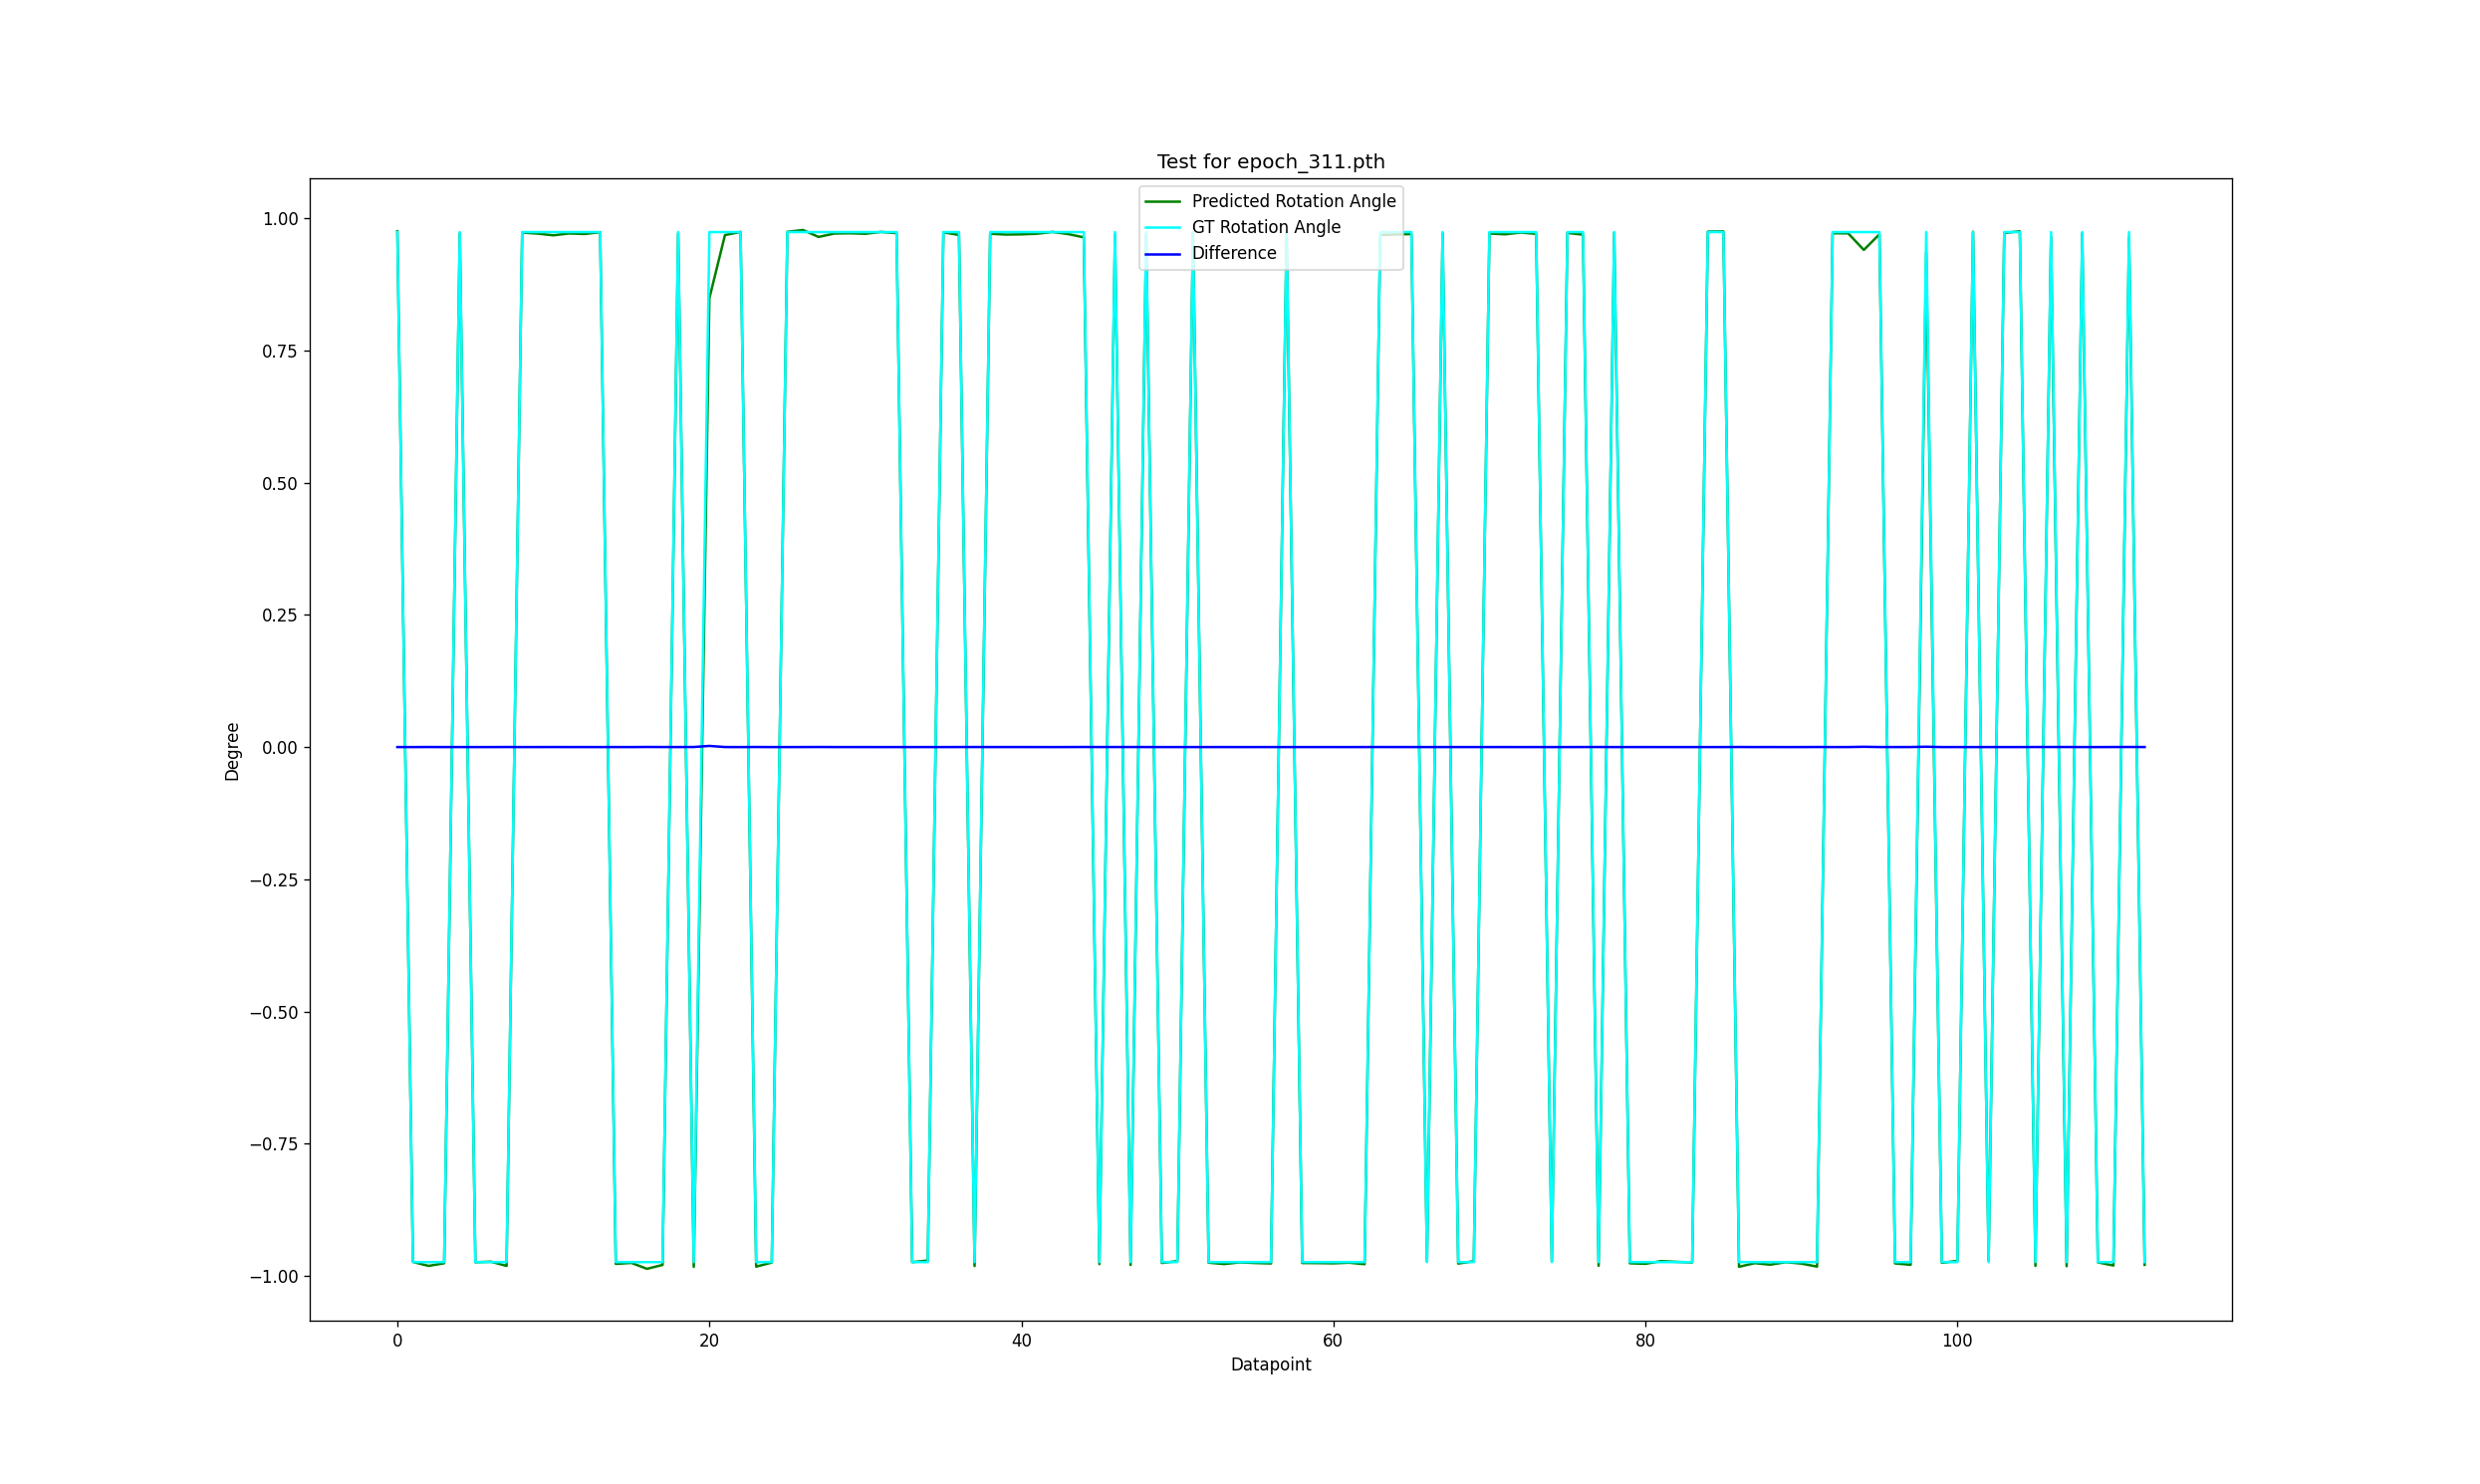 Test for epoch_311.pth
Predicted Rotation Angle
GT Rotation Angle
Difference
1.00
0.75
0.50
0.25
0.00
−0.25
−0.50
−0.75
−1.00
Degree
0 20 40 60 80 100
Datapoint